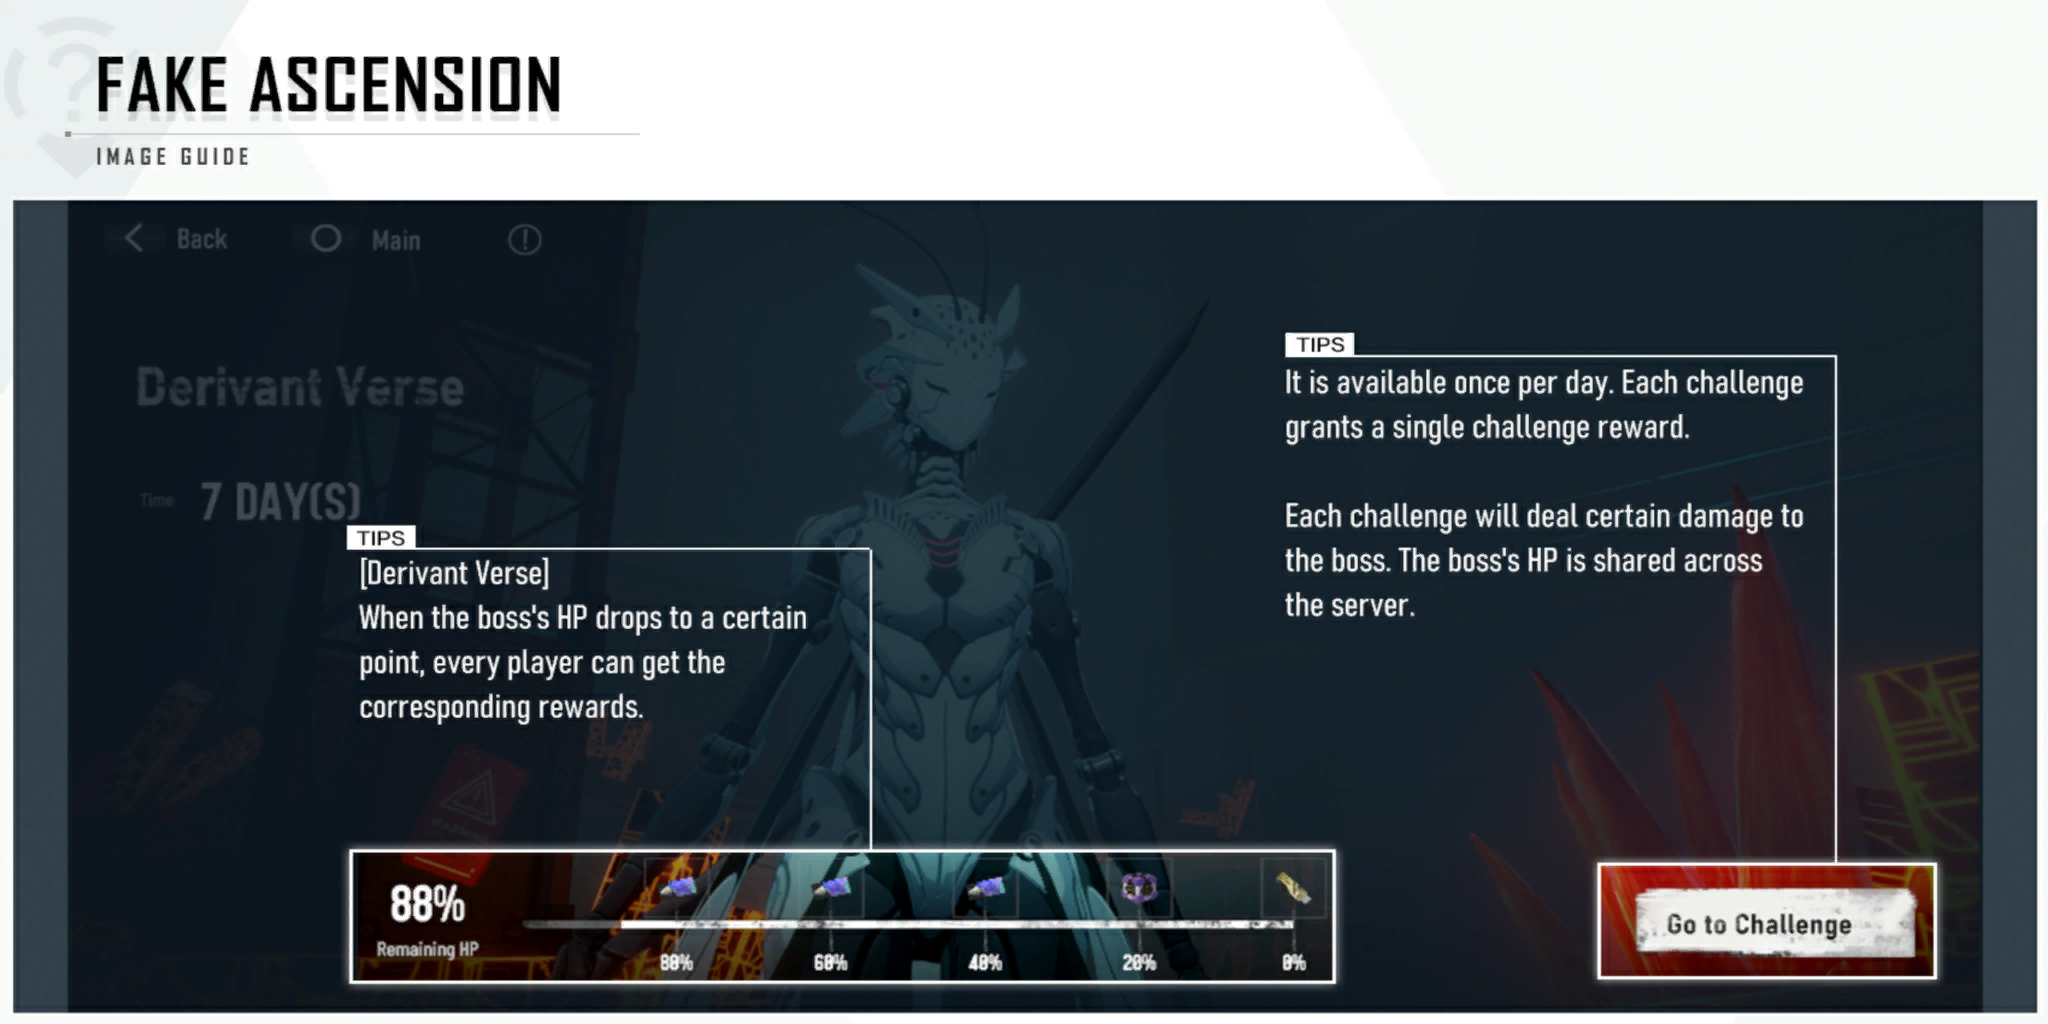 FAKE ASCENSION
IMAGE GUIDE
Back
Main
Derivant Verse
Time 7 DAY(S)
TIPS
[Derivant Verse]
When the boss's HP drops to a certain
point, every player can get the
corresponding rewards.
TIPS
It is available once per day. Each challenge
grants a single challenge reward.
Each challenge will deal certain damage to
the boss. The boss's HP is shared across
the server.
88%
Remaining HP
80% 60% 40% 20% 0%
Go to Challenge